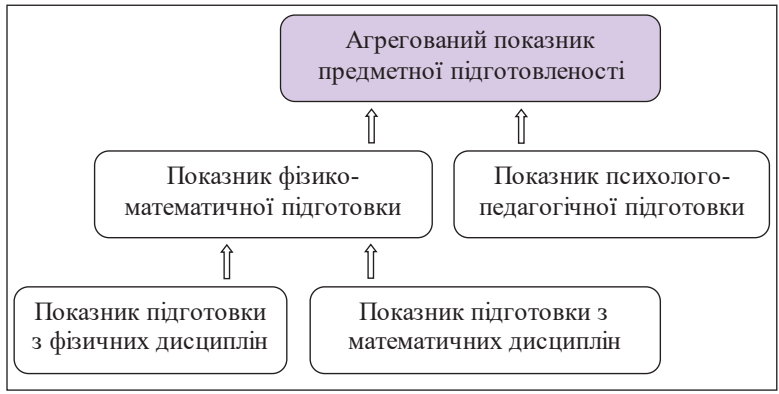 Агрегований показник
предметної підготовленості
Показник фізико-
математичної підготовки
Показник психолого-
педагогічної підготовки
Показник підготовки
з фізичних дисциплін
Показник підготовки з
математичних дисциплін